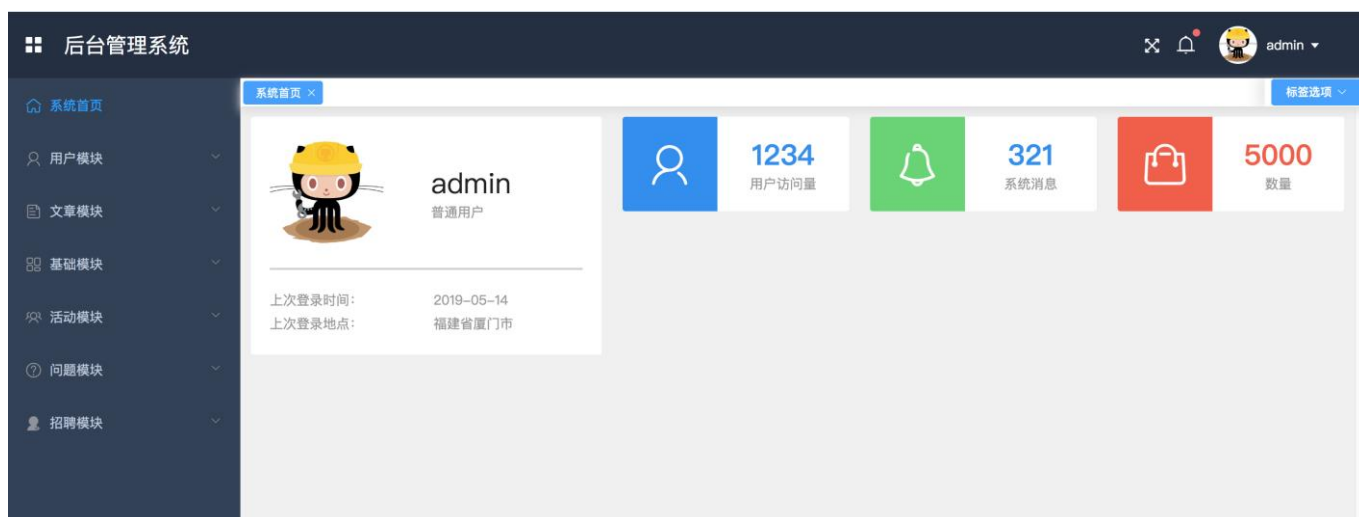 后台管理系统
admin
系统首页
用户模块
文章模块
基础模块
活动模块
问题模块
招聘模块
系统首页
标签选项
admin
普通用户
上次登录时间：
2019-05-14
上次登录地点：
福建省厦门市
1234
用户访问量
321
系统消息
5000
数量